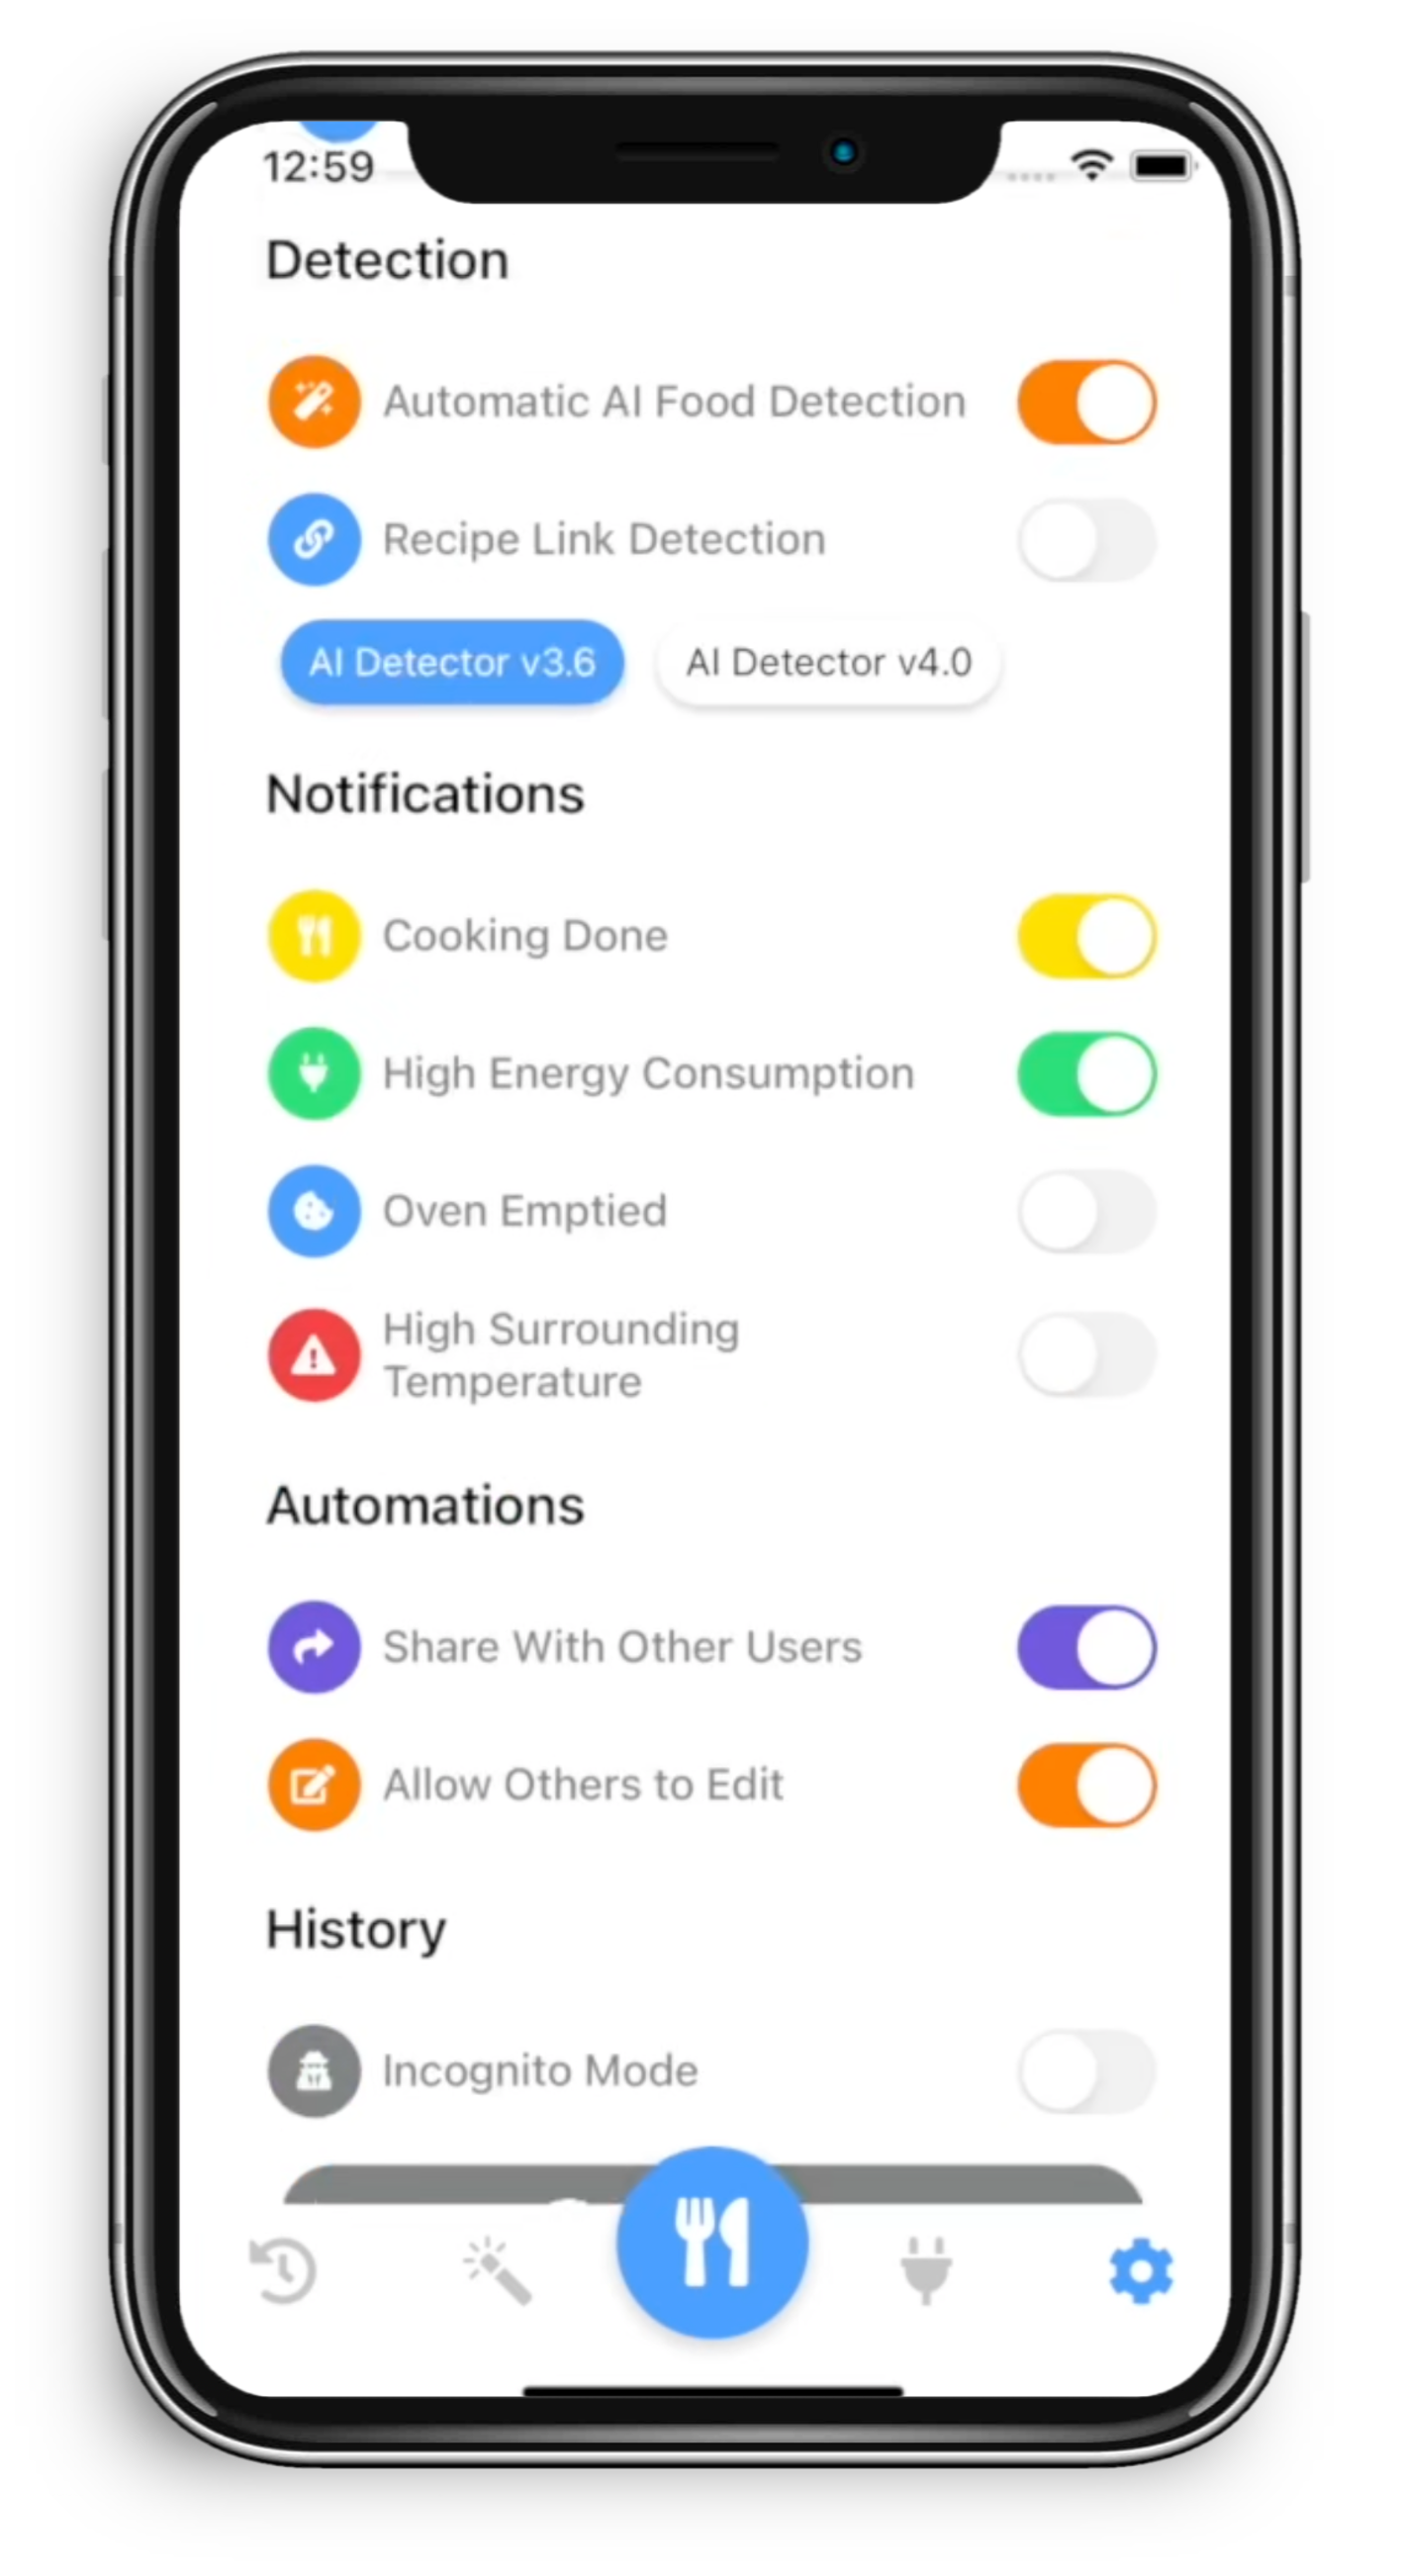 12:59
Detection
Automatic AI Food Detection
Recipe Link Detection
AI Detector v3.6 AI Detector v4.0
Notifications
Cooking Done
High Energy Consumption
Oven Emptied
High Surrounding
Temperature
Automations
Share With Other Users
Allow Others to Edit
History
Incognito Mode